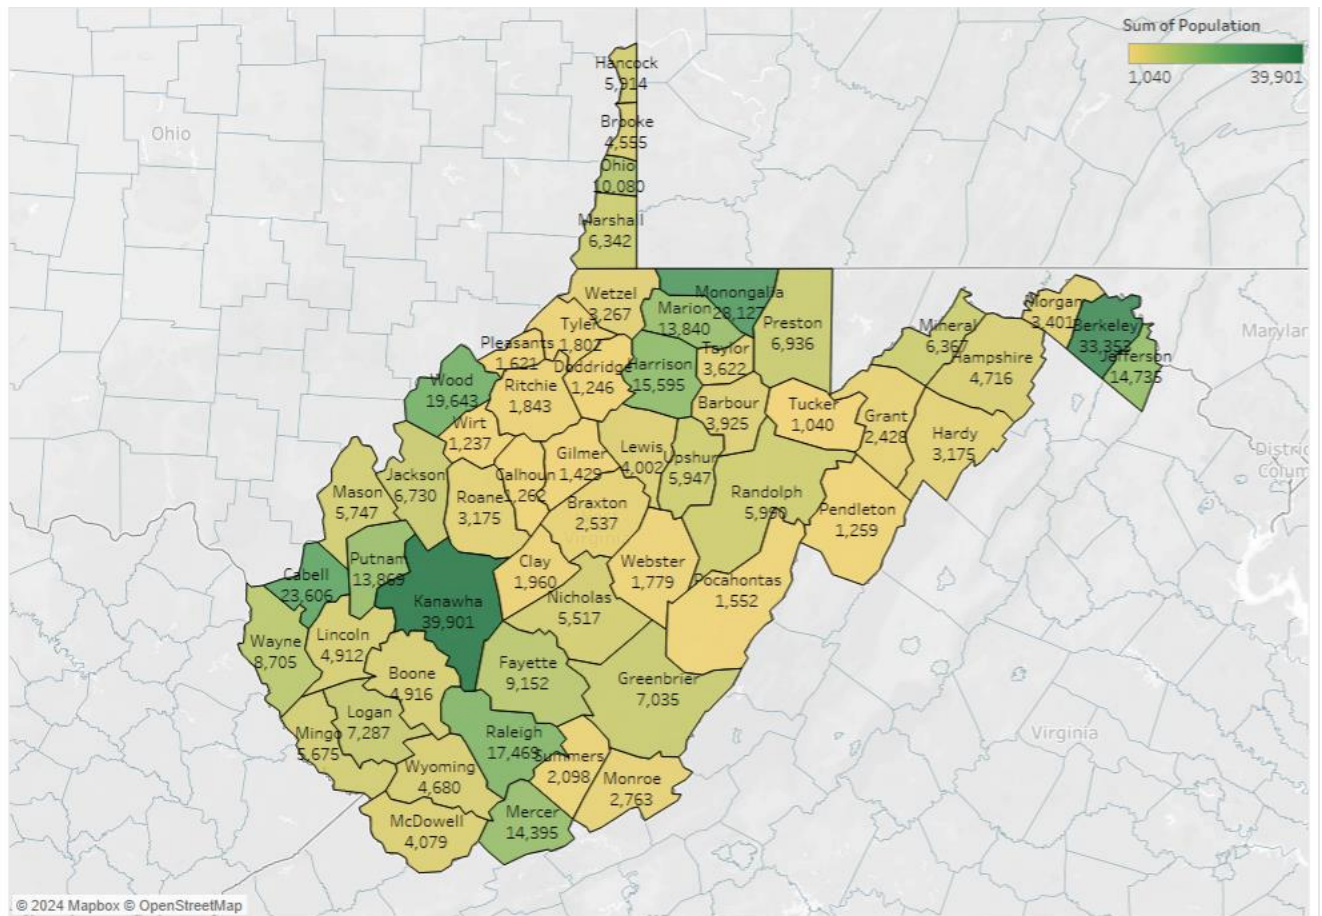 Sum of Population
1,040 39,901
Hancock
5,914
Ohio
Brooke
4,555
Ohio
10,080
Marshall
6,342
Wetzel
3,267
Monongalia
28,127
Marion
13,840
Preston
6,936
Tyler
1,802
Pleasants
1,621
Doddridge
1,246
Harrison
15,595
Taylor
3,622
Morgan
3,401
Berkeley
33,353
Jefferson
14,735
Mineral
6,367
Hampshire
4,716
Wood
19,643
Ritchie
1,843
Wirt
1,237
Barbour
3,925
Tucker
1,040
Grant
2,428
Hardy
3,175
Lewis
4,002
Upshur
5,947
Gilmer
1,429
Calhoun
1,262
Jackson
6,730
Roane
3,175
Mason
5,747
Braxton
2,537
Randolph
Pendleton
1,259
Virginia
Putnam
13,869
Cabell
23,606
Kanawha
39,901
Clay
1,960
Webster
1,779
Pocahontas
1,552
Nicholas
5,517
Wayne
8,705
Lincoln
4,912
Boone
4,916
Fayette
9,152
Greenbrier
7,035
Logan
7,287
Mingo
5,675
Raleigh
17,469
Summers
2,098
Monroe
2,763
Wyoming
4,680
McDowell
4,079
Mercer
14,395
Marylar
Distric
Colum
Virginia
© 2024 Mapbox © OpenStreetMap